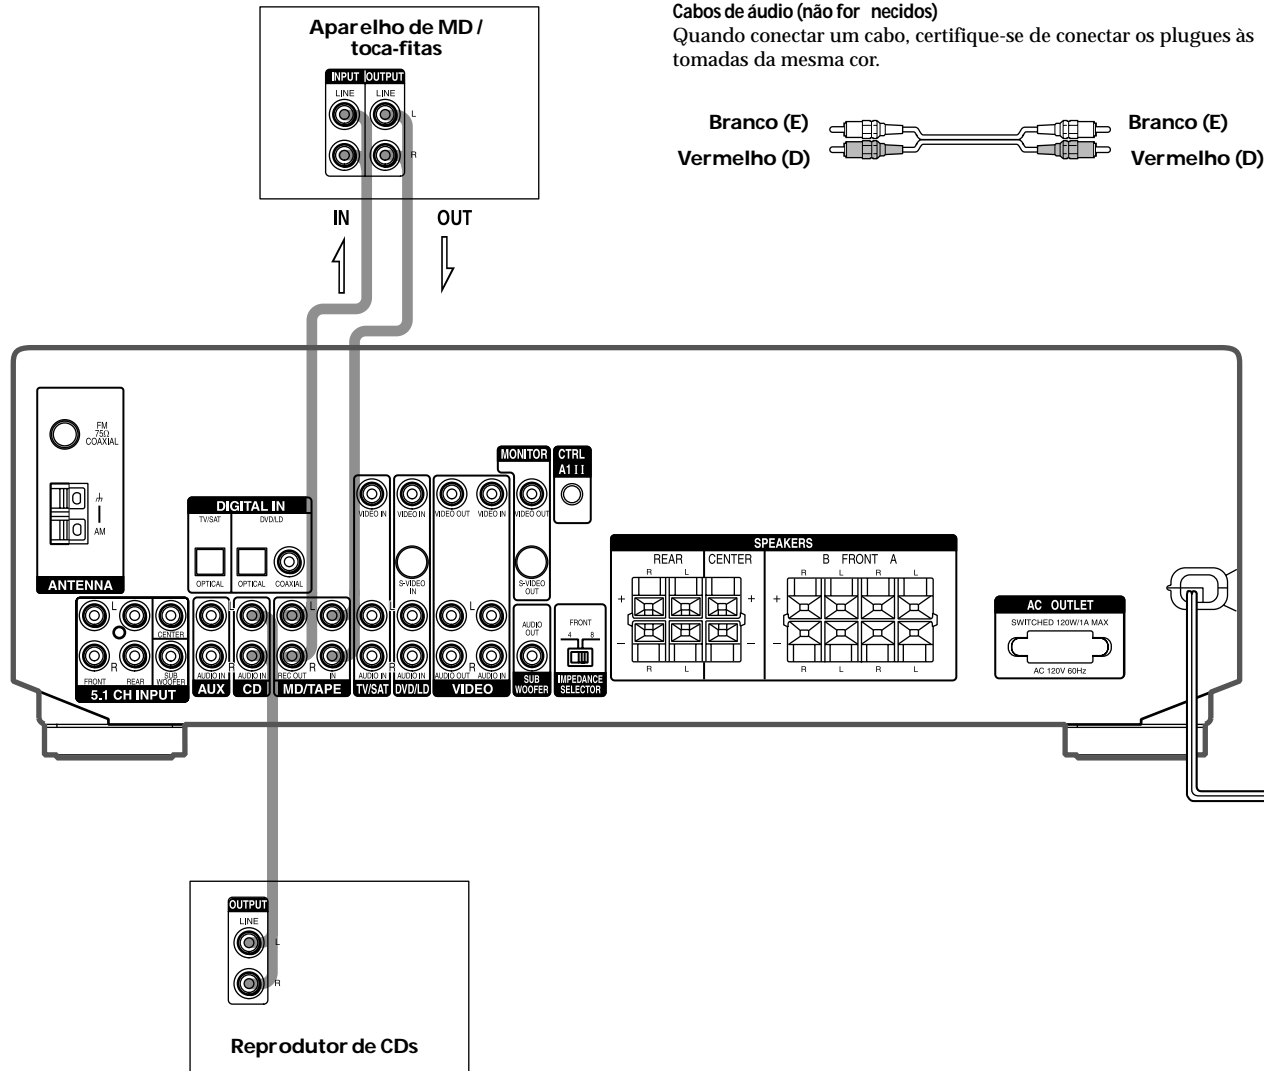 Aparelho de MD /
toca-fitas
INPUT OUTPUT
LINE LINE
L
R
IN OUT
Cabos de áudio (não for necidos)
Quando conectar um cabo, certifique-se de conectar os plugues às
tomadas da mesma cor.
Branco (E) Branco (E)
Vermelho (D) Vermelho (D)
FM
75Ω
COAXIAL
AM
ANTENNA
DIGITAL IN
TV/SAT DVD/LD
OPTICAL OPTICAL COAXIAL
MONITOR
CTRL
A1 II
VIDEO IN VIDEO IN VIDEO OUT VIDEO IN VIDEO OUT
S-VIDEO
IN
S-VIDEO
OUT
L L L L L
CENTER
R R R R R
FRONT REAR SUB
WOOFER
5.1 CH INPUT
AUDIO IN
AUX
AUDIO IN
CD
REC OUT IN
MD/TAPE
AUDIO IN
TV/SAT
AUDIO IN
DVD/LD
AUDIO OUT AUDIO IN
VIDEO
AUDIO
OUT
SUB
WOOFER
FRONT
4 8
IMPEDANCE
SELECTOR
SPEAKERS
REAR CENTER B FRONT A
R L R L R L
+ + + +
– – – –
R L R L R L
AC OUTLET
SWITCHED 120W/1A MAX
AC 120V 60Hz
OUTPUT
LINE
L
R
Reprodutor de CDs